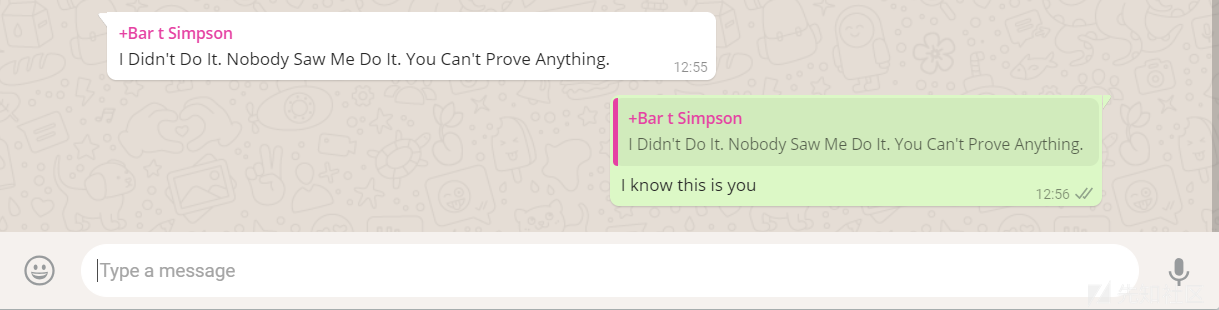 +Bar t Simpson
I Didn't Do It. Nobody Saw Me Do It. You Can't Prove Anything.
12:55
+Bar t Simpson
I Didn't Do It. Nobody Saw Me Do It. You Can't Prove Anything.
I know this is you
12:56
Type a message